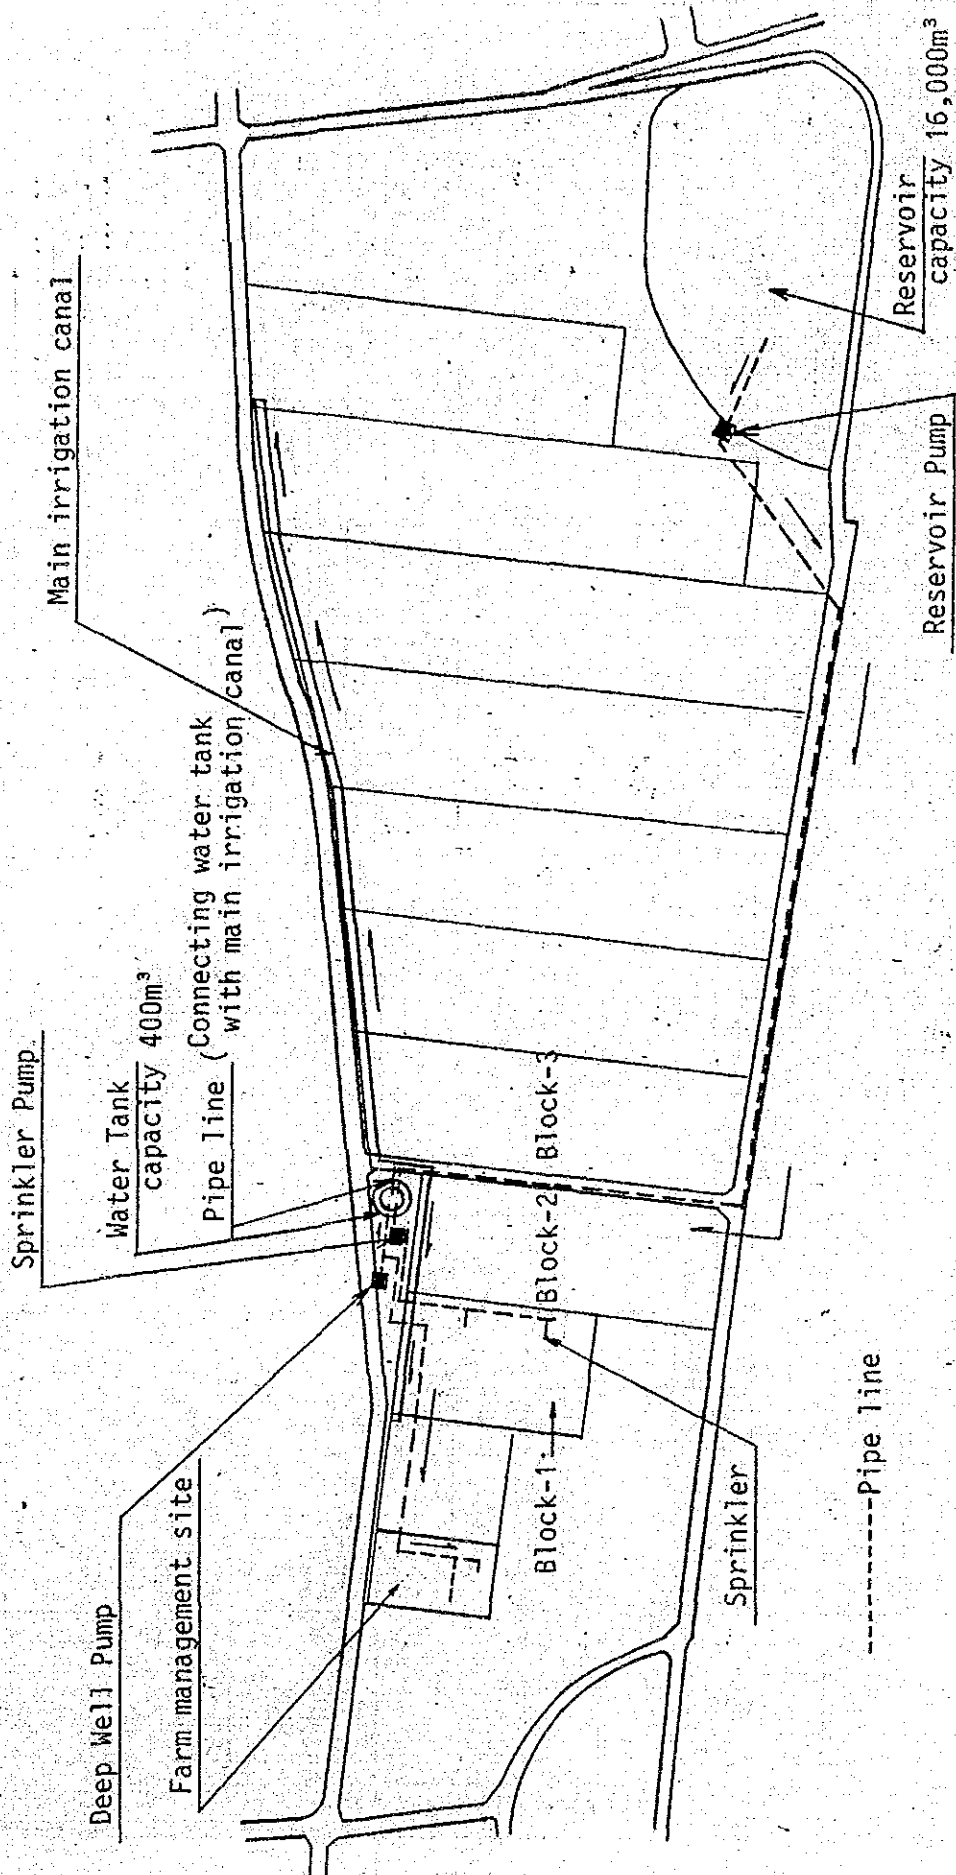 Deep Well Pump
Farm management site
Sprinkler Pump
Water Tank
capacity 400m³
Pipe line (Connecting water tank
with main irrigation canal)
Main irrigation canal
Block-1
Block-2
Block-3
Sprinkler
-------Pipe line
Reservoir Pump
Reservoir
capacity 16,000m³